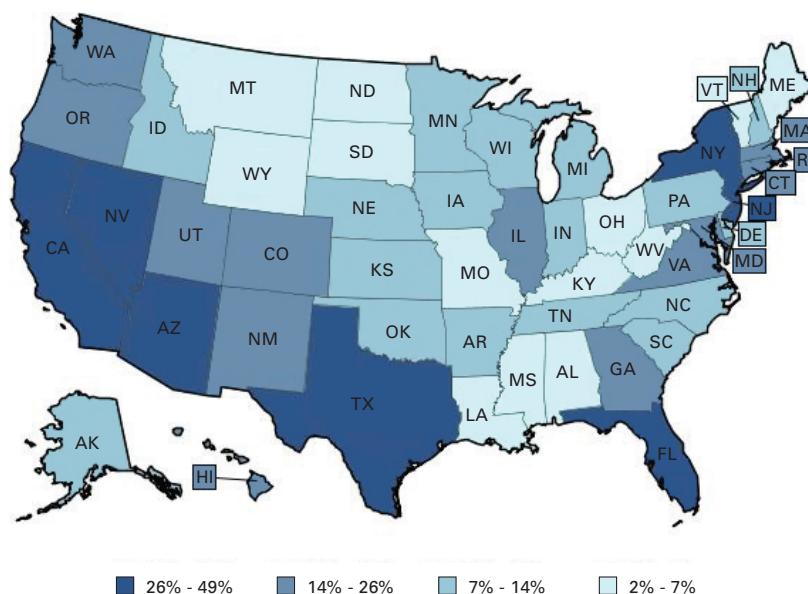 WA
MT
ND
ME
VT
NH
OR
ID
MN
MA
WY
SD
WI
NY
R
MI
CT
NV
NE
IA
PA
NJ
UT
CO
IL
IN
OH
DE
CA
KS
MO
WV
VA
MD
KY
AZ
NM
OK
AR
TN
NC
SC
TX
MS
AL
GA
LA
AK
FL
HI
26% - 49%
14% - 26%
7% - 14%
2% - 7%